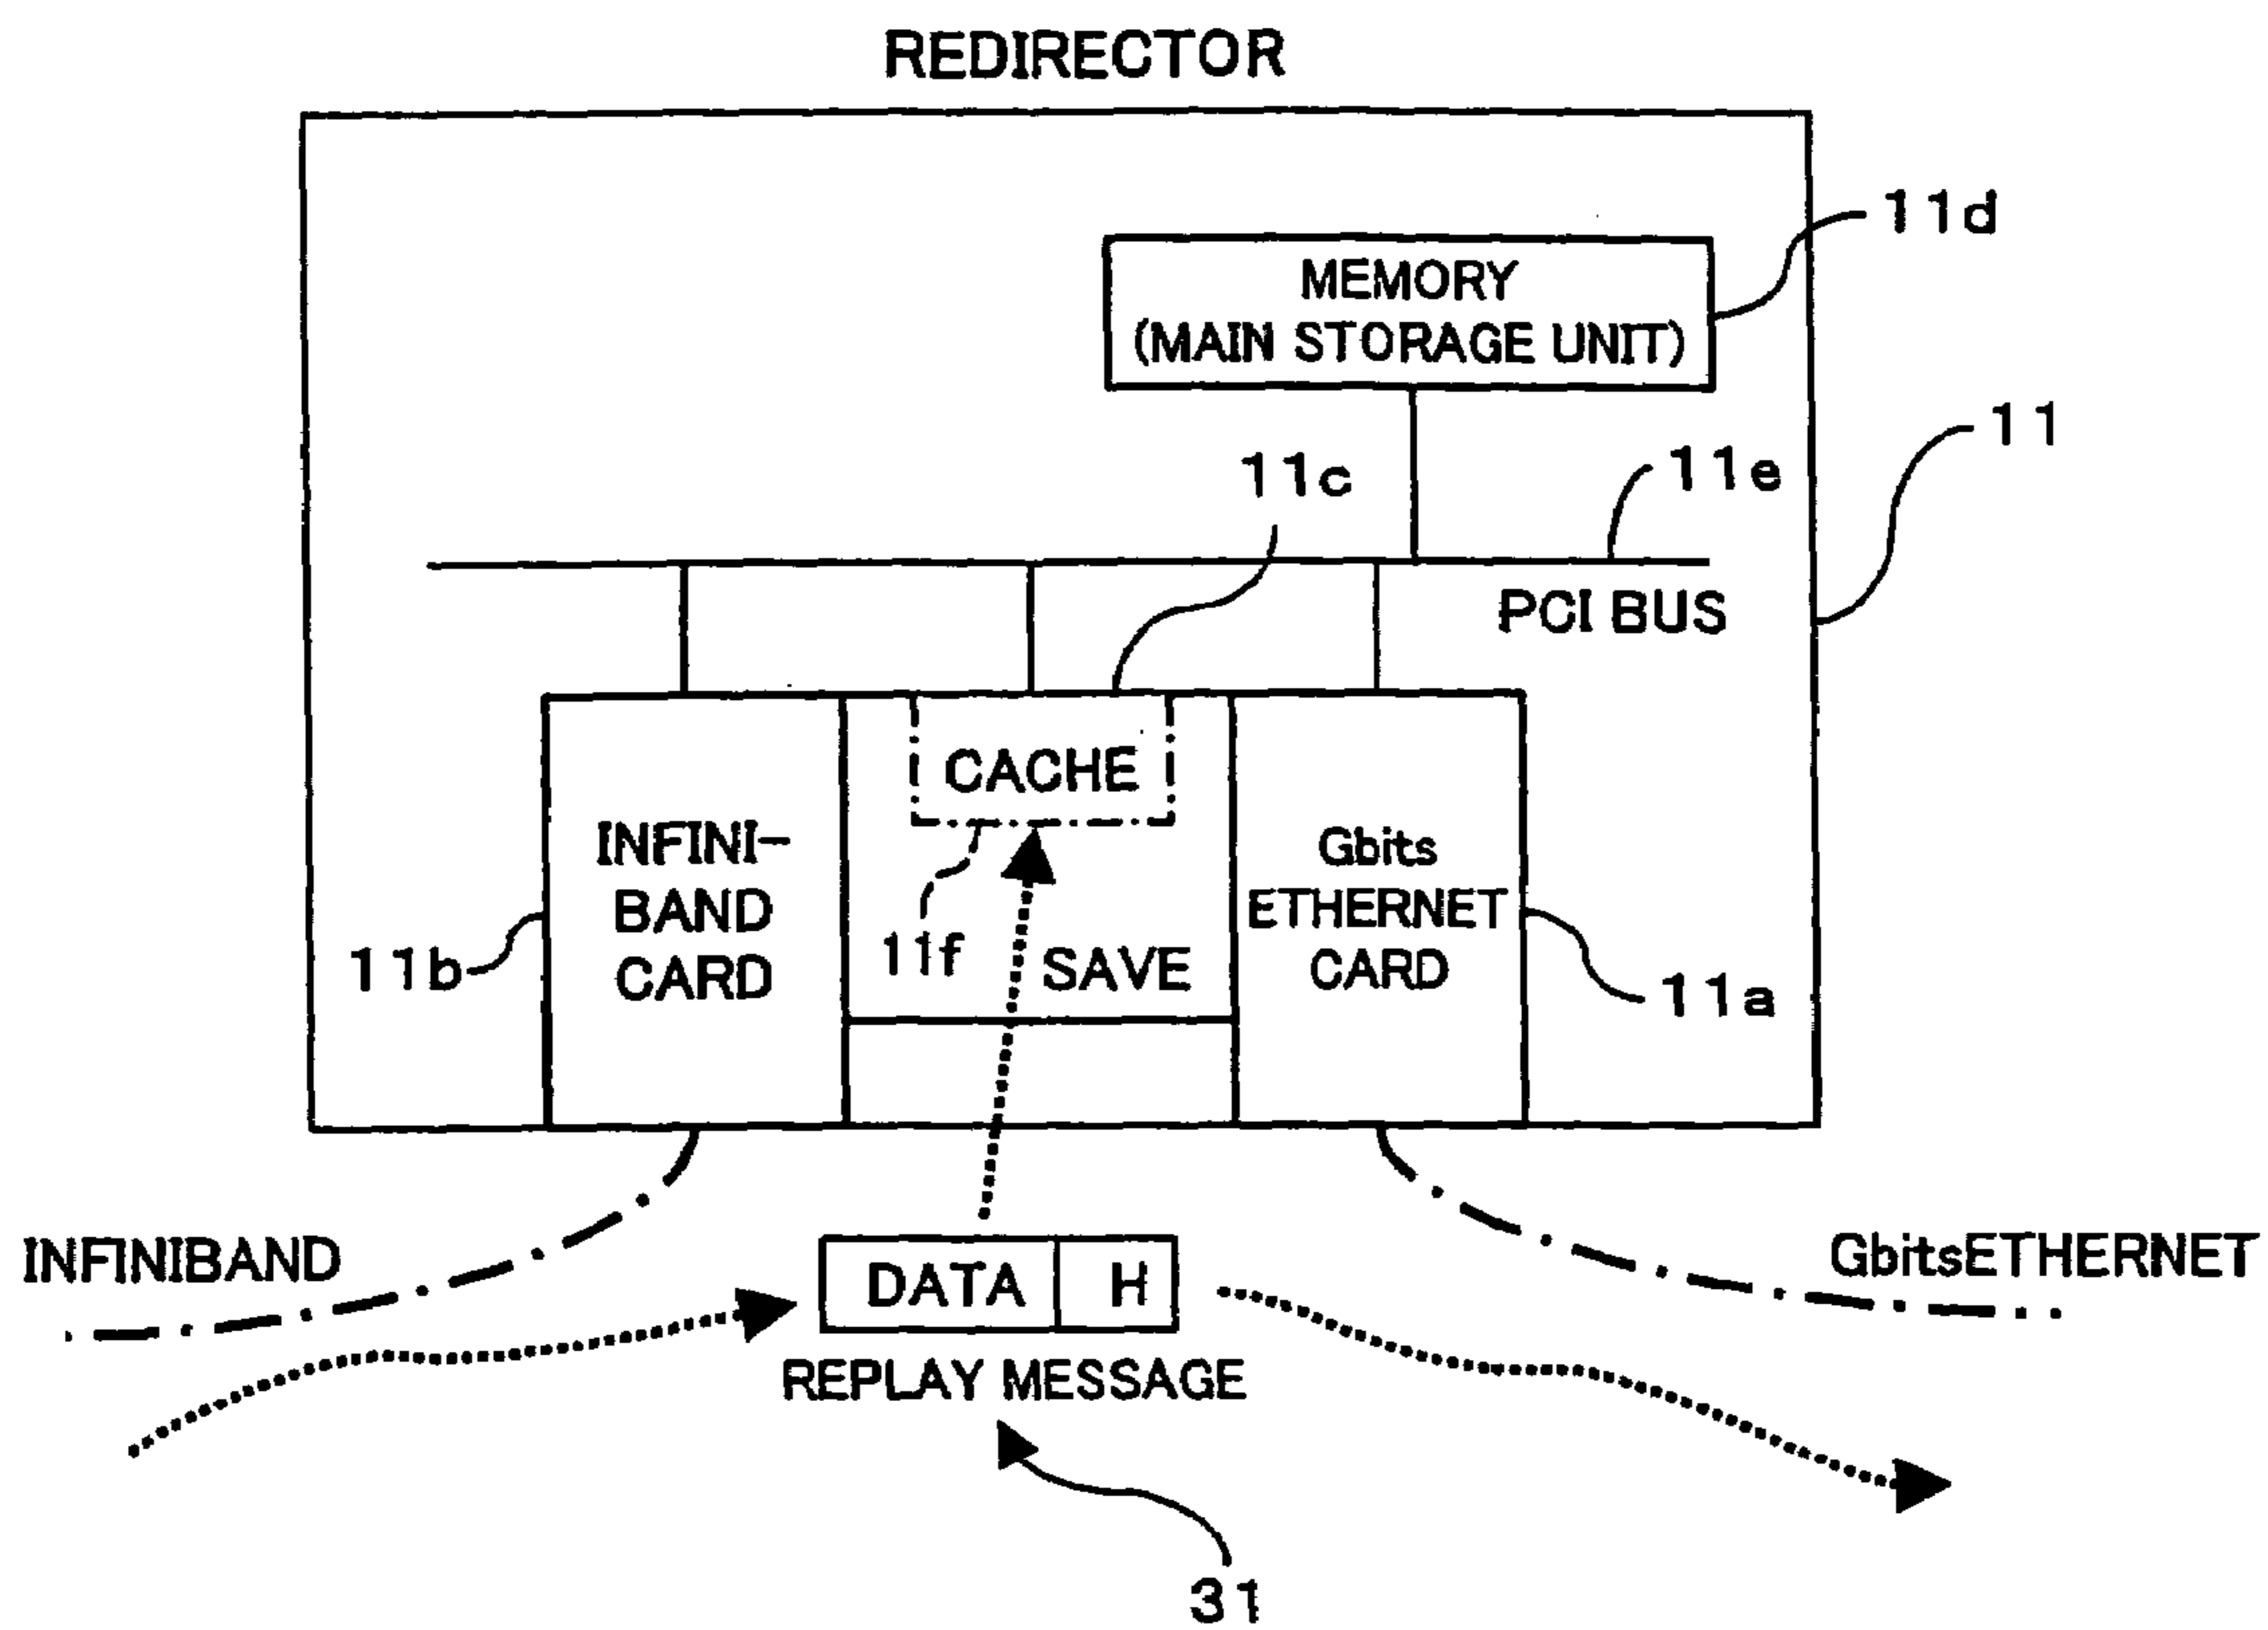 REDIRECTOR
11d
MEMORY
(MAIN STORAGE UNIT)
11
11c
11e
PCI BUS
CACHE
INFINI-
BAND
CARD
Gbits
ETHERNET
CARD
11b
11f
SAVE
11a
INFINIBAND
GbitsETHERNET
DATA
H
REPLAY MESSAGE
31